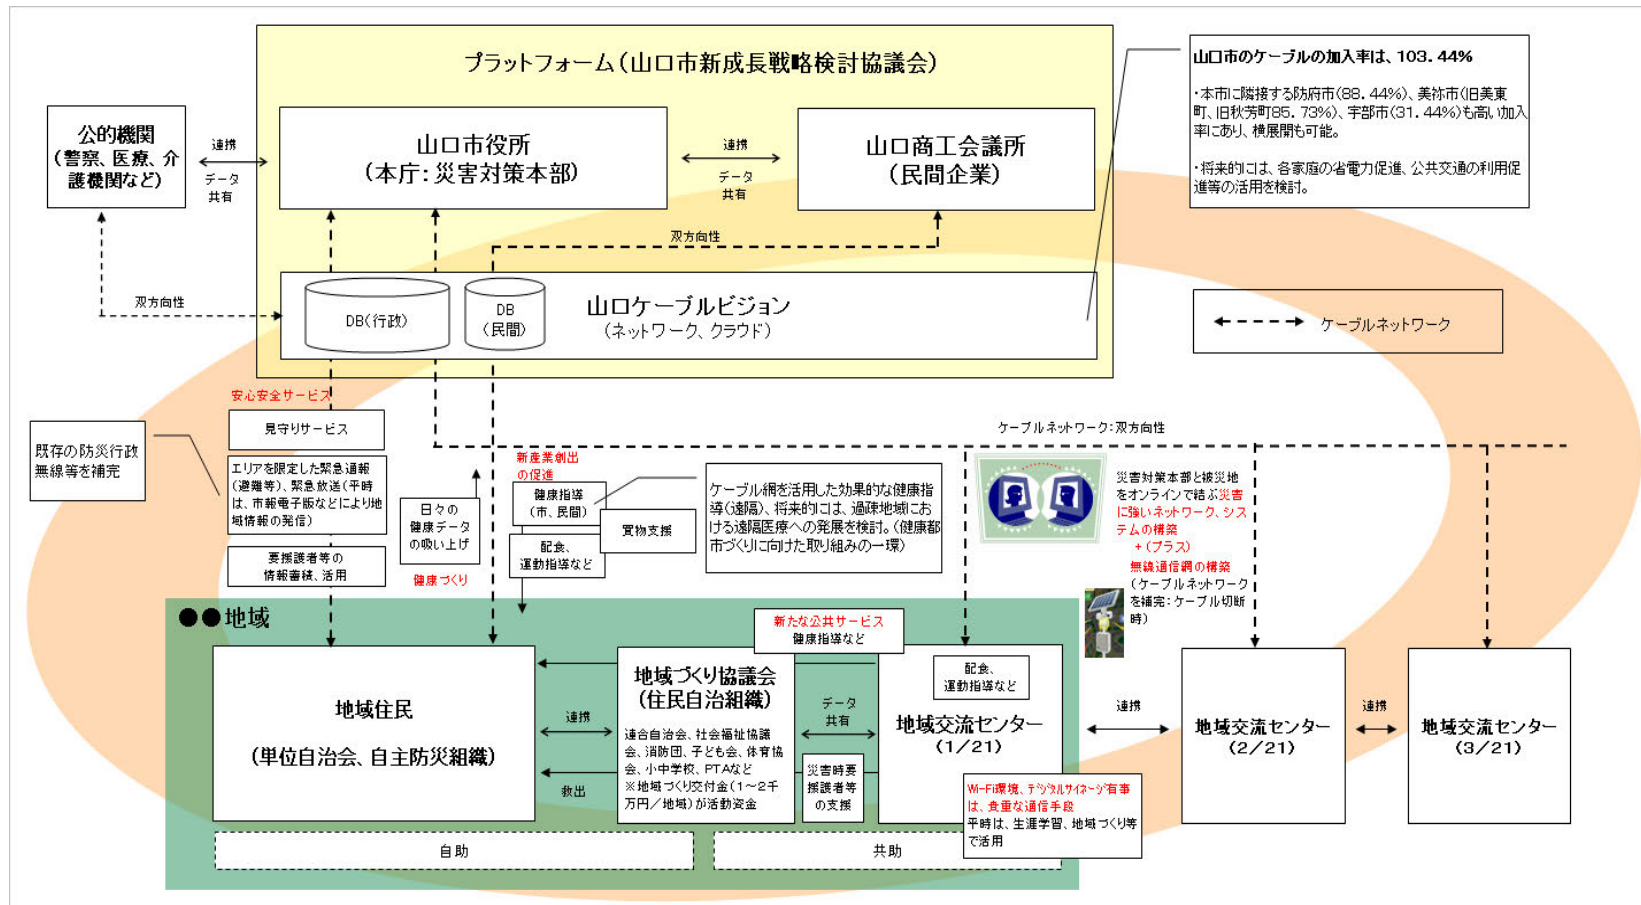 プラットフォーム(山口市新成長戦略検討協議会)
公的機関
(警察、医療、介
護機関など)
連携
データ
共有
山口市役所
(本庁:災害対策本部)
連携
データ
共有
山口商工会議所
(民間企業)
山口市のケーブルの加入率は、103.44%
・本市に隣接する防府市(88.44%)、美祢市(旧美東
町、旧秋芳町85.73%)、宇部市(31.44%)も高い加入
率にあり、横展開も可能。
・将来的には、各家庭の省電力促進、公共交通の利用促
進等の活用を検討。
双方向性
双方向性
DB(行政)
DB
(民間)
山口ケーブルビジョン
(ネットワーク、クラウド)
ケーブルネットワーク
安心安全サービス
見守りサービス
既存の防災行政
無線等を補完
エリアを限定した緊急通報
(避難等)、緊急放送(平時
は、市報電子版などにより地
域情報の発信)
要援護者等の
情報審積、活用
日々の
健康データ
の吸い上げ
健康づくり
新産業創出
の促進
健康指導
(市、民間)
買物支援
配食、
運動指導など
ケーブル網を活用した効果的な健康指
導(遠隔)、将来的には、過疎地域にお
ける遠隔医療への発展を検討。(健康都
市づくりに向けた取り組みの一環)
ケーブルネットワーク:双方向性
災害対策本部と被災地
をオンラインで結ぶ災害
に強いネットワーク、シス
テムの構築
+(プラス)
無線通信網の構築
(ケーブルネットワーク
を補完:ケーブル切断
時)
●●地域
新たな公共サービス
健康指導など
地域住民
(単位自治会、自主防災組織)
連携
救出
地域づくり協議会
(住民自治組織)
連合自治会、社会福祉協議
会、消防団、子ども会、体育協
会、小中学校、PTAなど
※地域づくり交付金(1~2千
万円/地域)が活動資金
データ
共有
災害時要
援護者等
の支援
配食、
運動指導など
地域交流センター
(1/21)
Wi-Fi環境、デジタルサイネージ有事
は、貴重な通信手段
平時は、生涯学習、地域づくり等
で活用
連携
地域交流センター
(2/21)
連携
地域交流センター
(3/21)
自助
共助